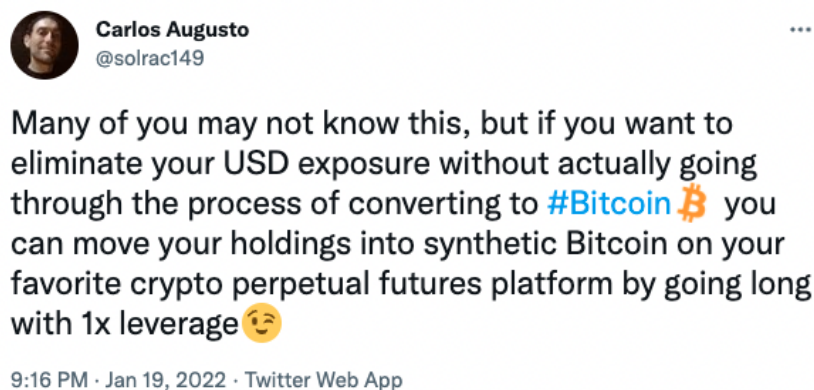 Carlos Augusto
@solrac149
Many of you may not know this, but if you want to
eliminate your USD exposure without actually going
through the process of converting to #Bitcoin you
can move your holdings into synthetic Bitcoin on your
favorite crypto perpetual futures platform by going long
with 1x leverage😉
9:16 PM · Jan 19, 2022 · Twitter Web App